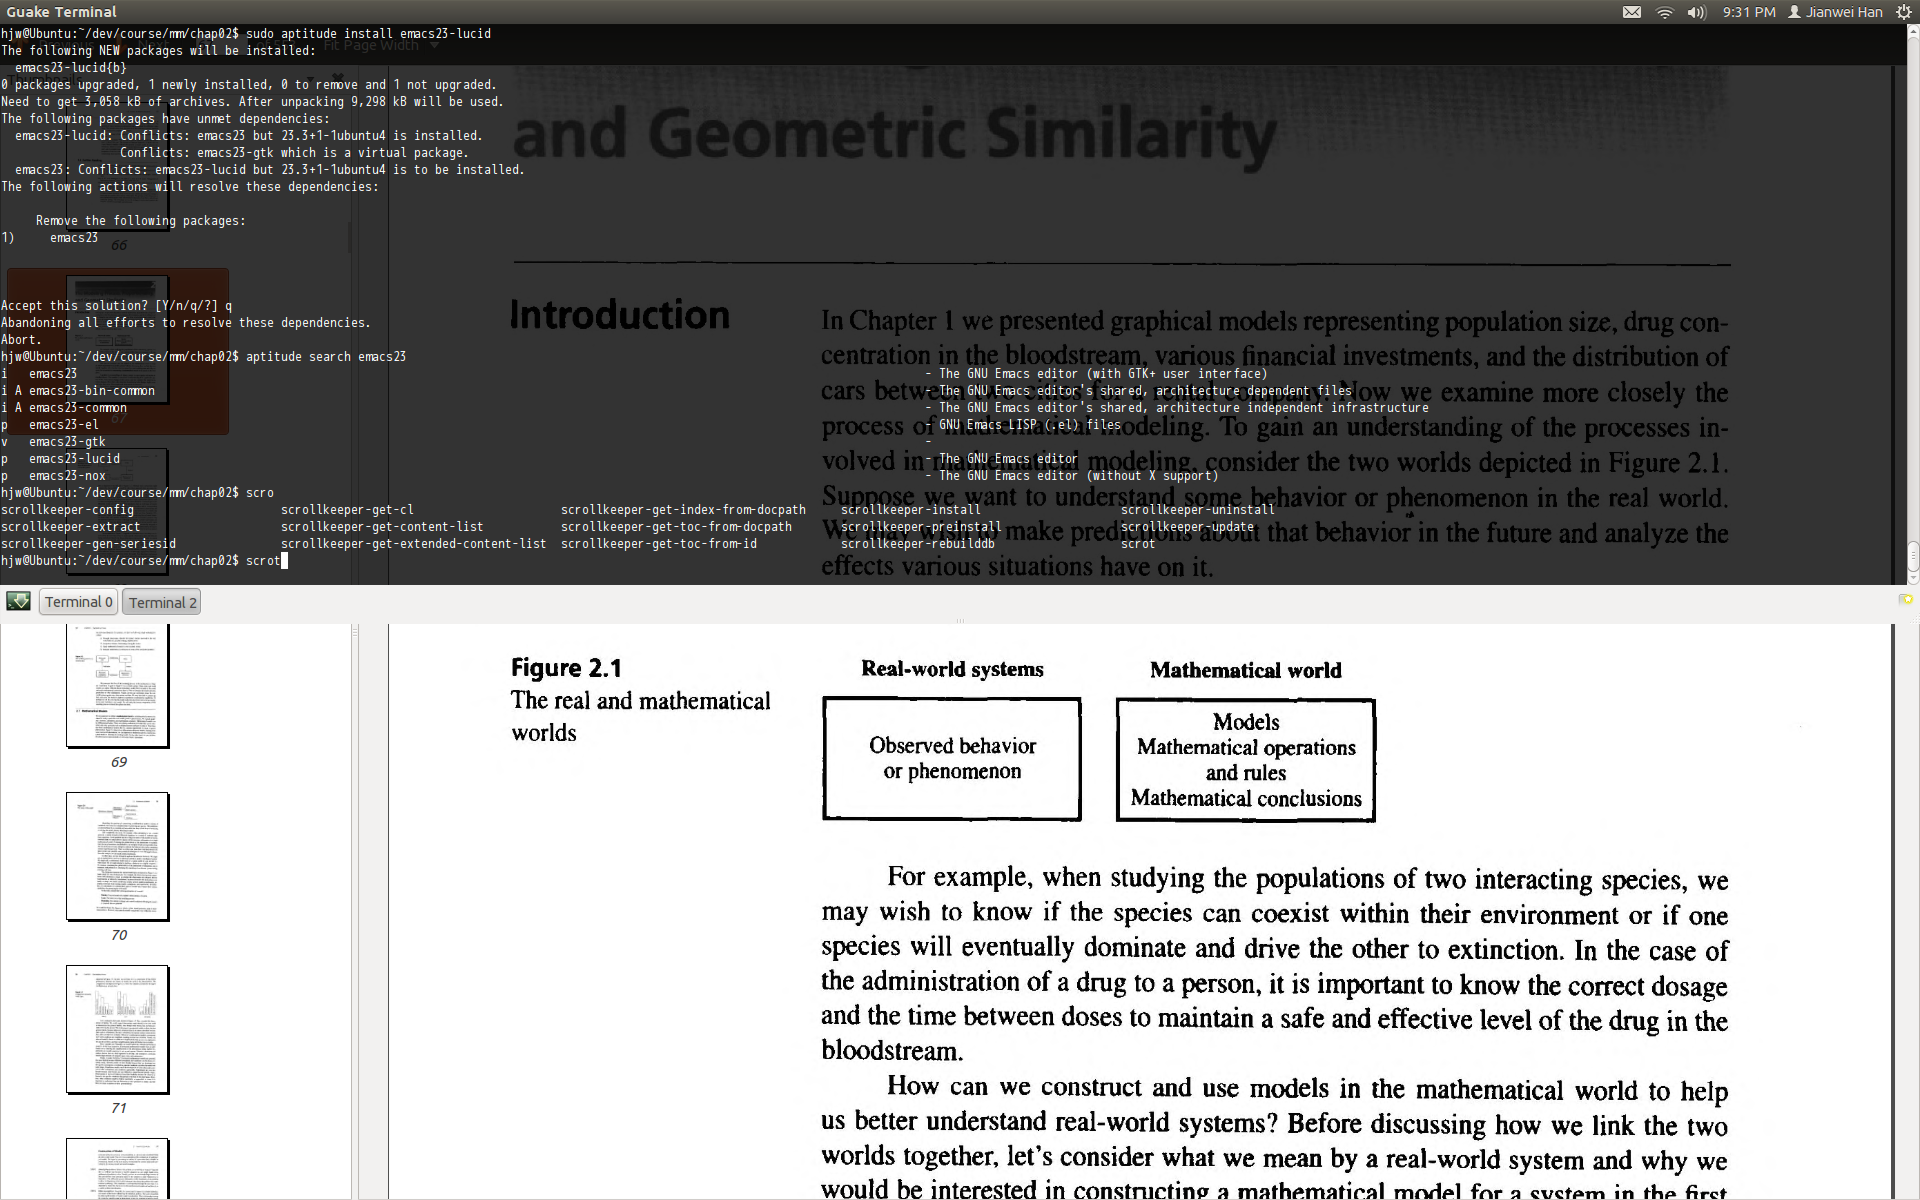 Guake Terminal
9:31 PM Jianwei Han
hjw@Ubuntu:~/dev/course/mm/chap02$ sudo aptitude install emacs23-lucid
The following NEW packages will be installed:
emacs23-lucid{b}
0 packages upgraded, 1 newly installed, 0 to remove and 1 not upgraded.
Need to get 3,058 kB of archives. After unpacking 9,298 kB will be used.
The following packages have unmet dependencies:
emacs23-lucid: Conflicts: emacs23 but 23.3+1-1ubuntu4 is installed.
Conflicts: emacs23-gtk which is a virtual package.
emacs23: Conflicts: emacs23-lucid but 23.3+1-1ubuntu4 is to be installed.
The following actions will resolve these dependencies:
Remove the following packages:
1) emacs23
Accept this solution? [Y/n/q/?] q
Abandoning all efforts to resolve these dependencies.
Abort.
hjw@Ubuntu:~/dev/course/mm/chap02$ aptitude search emacs23
i emacs23 - The GNU Emacs editor (with GTK+ user interface)
i A emacs23-bin-common - The GNU Emacs editor's shared, architecture dependent files
i A emacs23-common - The GNU Emacs editor's shared, architecture independent infrastructure
p emacs23-el - GNU Emacs LISP (.el) files
v emacs23-gtk -
p emacs23-lucid - The GNU Emacs editor
p emacs23-nox - The GNU Emacs editor (without X support)
hjw@Ubuntu:~/dev/course/mm/chap02$ scro
scrollkeeper-config scrollkeeper-get-cl scrollkeeper-get-index-from-docpath scrollkeeper-install scrollkeeper-uninstall
scrollkeeper-extract scrollkeeper-get-content-list scrollkeeper-get-toc-from-docpath scrollkeeper-preinstall scrollkeeper-update
scrollkeeper-gen-seriesid scrollkeeper-get-extended-content-list scrollkeeper-get-toc-from-id scrollkeeper-rebuilddb scrot
hjw@Ubuntu:~/dev/course/mm/chap02$ scrot
Fit Page Width
66
67
and Geometric Similarity
Introduction
In Chapter 1 we presented graphical models representing population size, drug con-
centration in the bloodstream, various financial investments, and the distribution of
cars between two cities for a rental company. Now we examine more closely the
process of mathematical modeling. To gain an understanding of the processes in-
volved in mathematical modeling, consider the two worlds depicted in Figure 2.1.
Suppose we want to understand some behavior or phenomenon in the real world.
We may wish to make predictions about that behavior in the future and analyze the
effects various situations have on it.
Terminal 0 Terminal 2
69
70
71
Figure 2.1
The real and mathematical
worlds
Real-world systems
Observed behavior
or phenomenon
Mathematical world
Models
Mathematical operations
and rules
Mathematical conclusions
For example, when studying the populations of two interacting species, we
may wish to know if the species can coexist within their environment or if one
species will eventually dominate and drive the other to extinction. In the case of
the administration of a drug to a person, it is important to know the correct dosage
and the time between doses to maintain a safe and effective level of the drug in the
bloodstream.
How can we construct and use models in the mathematical world to help
us better understand real-world systems? Before discussing how we link the two
worlds together, let's consider what we mean by a real-world system and why we
would be interested in constructing a mathematical model for a system in the first